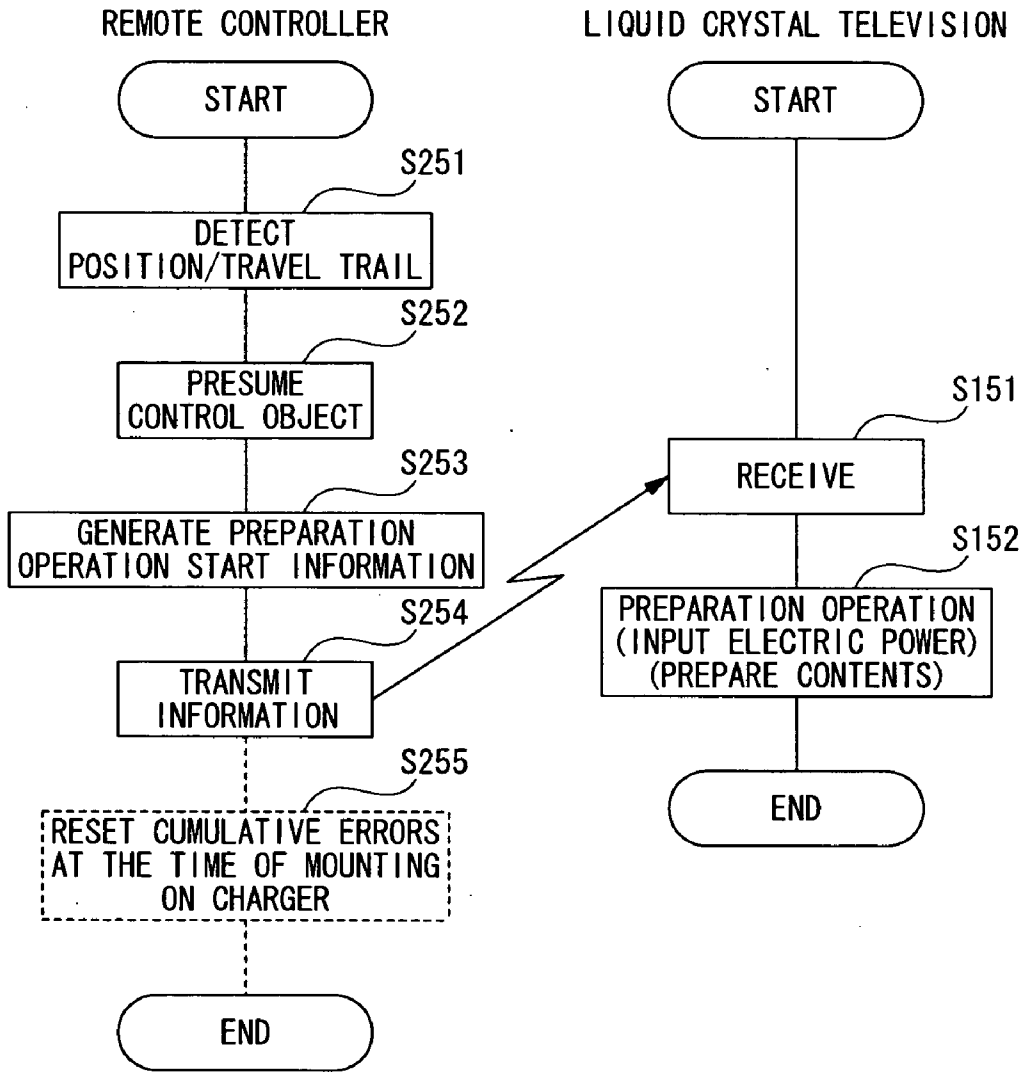 REMOTE CONTROLLER
START
S251
DETECT
POSITION/TRAVEL TRAIL
S252
PRESUME
CONTROL OBJECT
S253
GENERATE PREPARATION
OPERATION START INFORMATION
S254
TRANSMIT
INFORMATION
S255
RESET CUMULATIVE ERRORS
AT THE TIME OF MOUNTING
ON CHARGER
END
LIQUID CRYSTAL TELEVISION
START
S151
RECEIVE
S152
PREPARATION OPERATION
(INPUT ELECTRIC POWER)
(PREPARE CONTENTS)
END